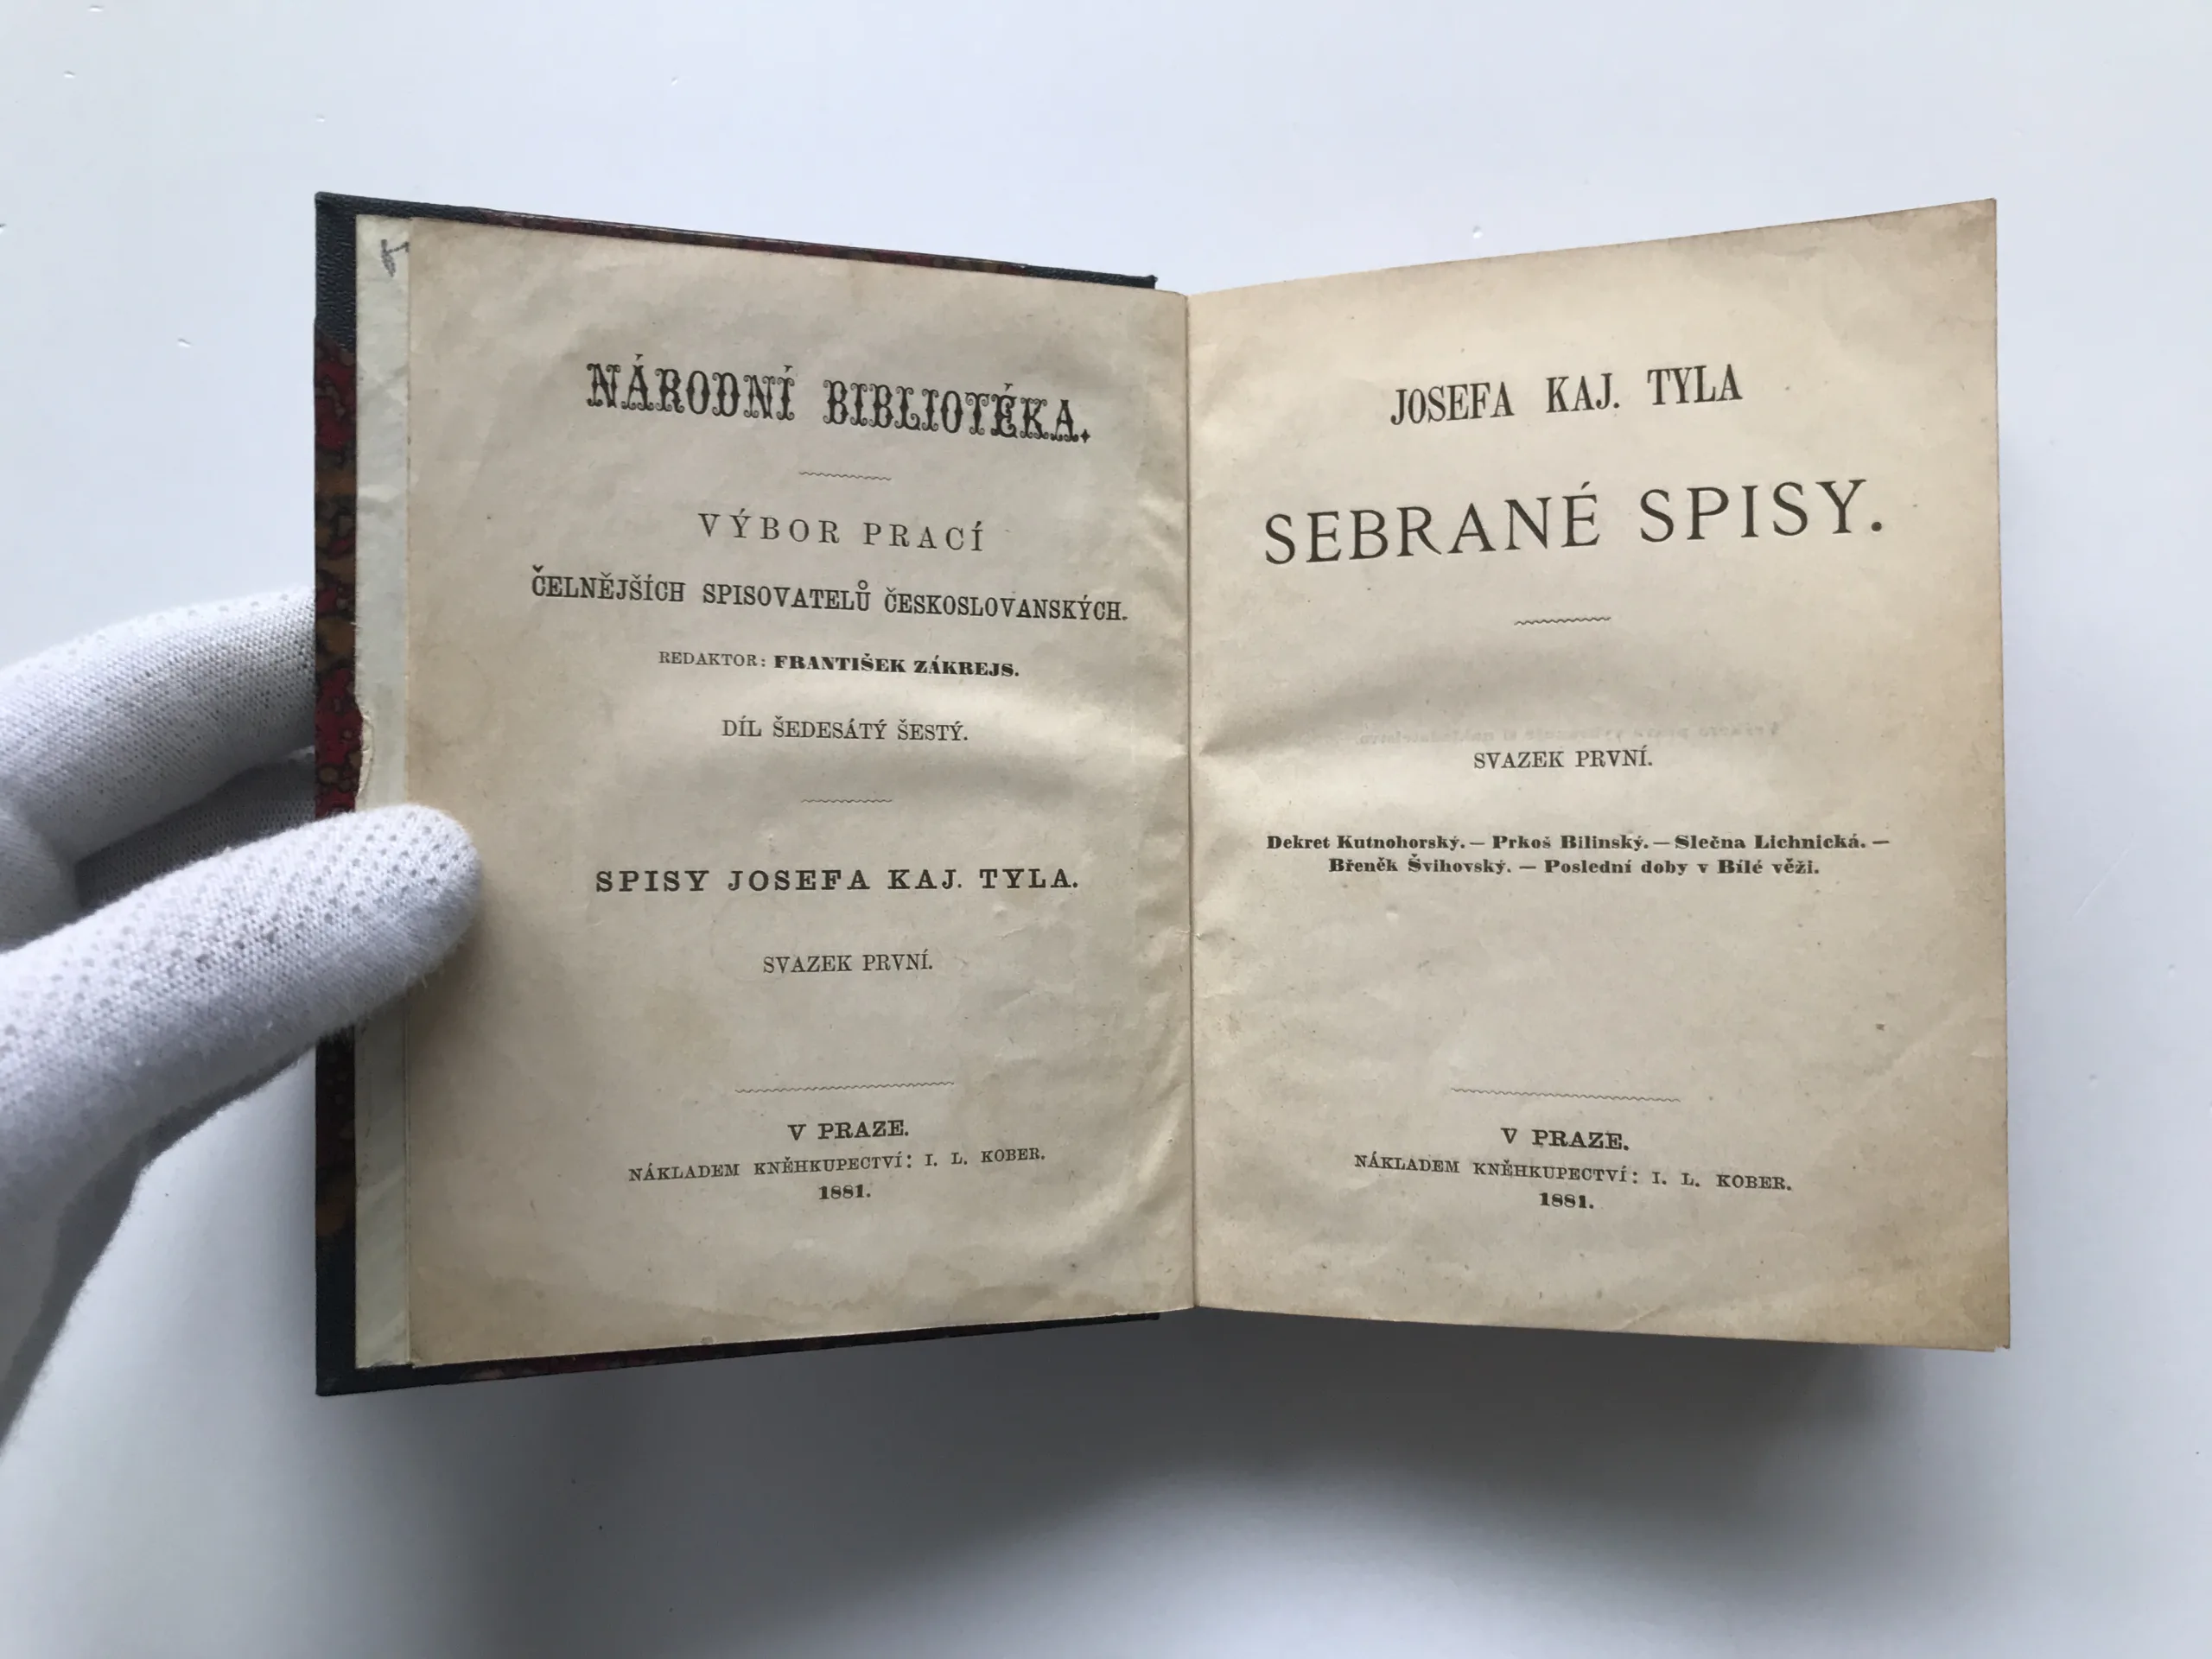 NÁRODNÍ BIBLIOTÉKA.
VÝBOR PRACÍ
ČELNĚJŠÍCH SPISOVATELŮ ČESKOSLOVANSKÝCH.
REDAKTOR: FRANTIŠEK ZÁKREJS.
DÍL ŠEDESÁTÝ ŠESTÝ.
SPISY JOSEFA KAJ. TYLA.
SVAZEK PRVNÍ.
V PRAZE.
NÁKLADEM KNĚHKUPECTVÍ: I. L. KOBER.
1881.
JOSEFA KAJ. TYLA
SEBRANÉ SPISY.
SVAZEK PRVNÍ.
Dekret Kutnohorský. — Prkoš Bilinský. — Slečna Lichnická. —
Břeněk Švihovský. — Poslední doby v Bílé věži.
V PRAZE.
NÁKLADEM KNĚHKUPECTVÍ: I. L. KOBER.
1881.